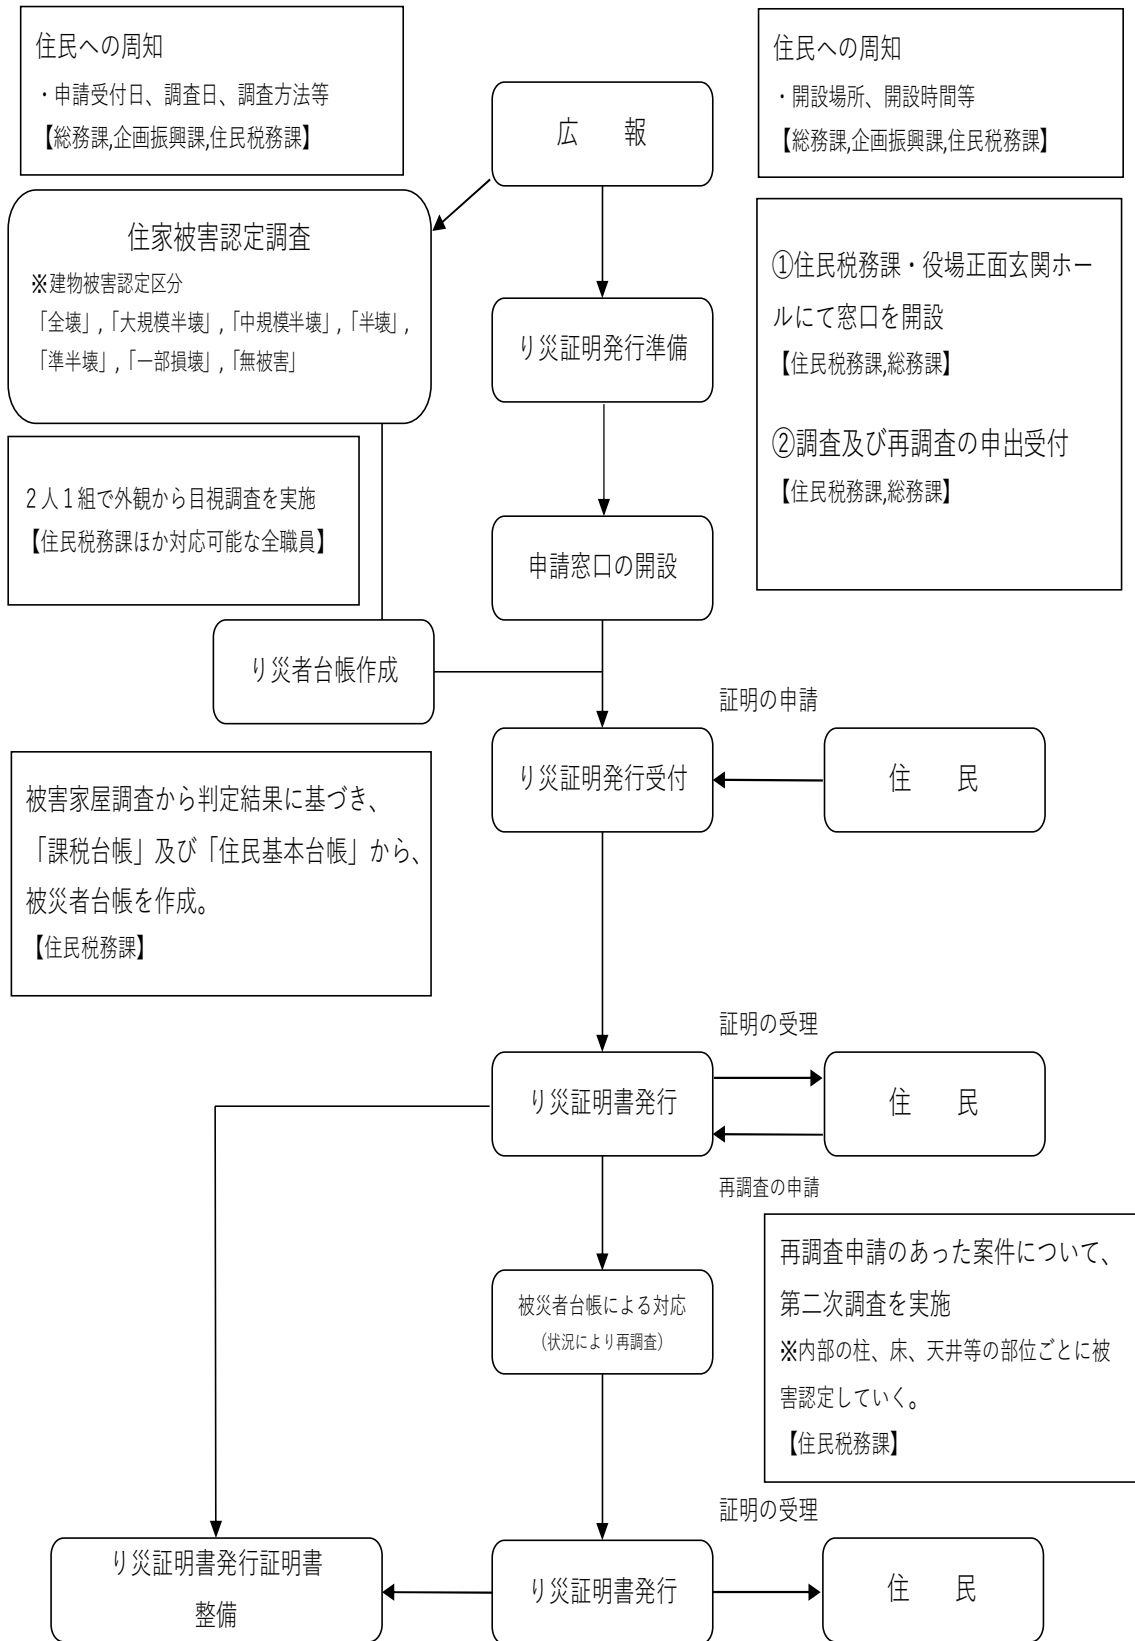 住民への周知
・申請受付日、調査日、調査方法等
【総務課,企画振興課,住民税務課】
広　報
住民への周知
・開設場所、開設時間等
【総務課,企画振興課,住民税務課】
住家被害認定調査
※建物被害認定区分
「全壊」,「大規模半壊」,「中規模半壊」,「半壊」,
「準半壊」,「一部損壊」,「無被害」
り災証明発行準備
①住民税務課・役場正面玄関ホー
ルにて窓口を開設
【住民税務課,総務課】
②調査及び再調査の申出受付
【住民税務課,総務課】
２人１組で外観から目視調査を実施
【住民税務課ほか対応可能な全職員】
申請窓口の開設
り災者台帳作成
証明の申請
り災証明発行受付
住　民
被害家屋調査から判定結果に基づき、
「課税台帳」及び「住民基本台帳」から、
被災者台帳を作成。
【住民税務課】
証明の受理
り災証明書発行
住　民
再調査の申請
再調査申請のあった案件について、
第二次調査を実施
※内部の柱、床、天井等の部位ごとに被
害認定していく。
【住民税務課】
被災者台帳による対応
（状況により再調査）
証明の受理
り災証明書発行証明書
整備
り災証明書発行
住　民